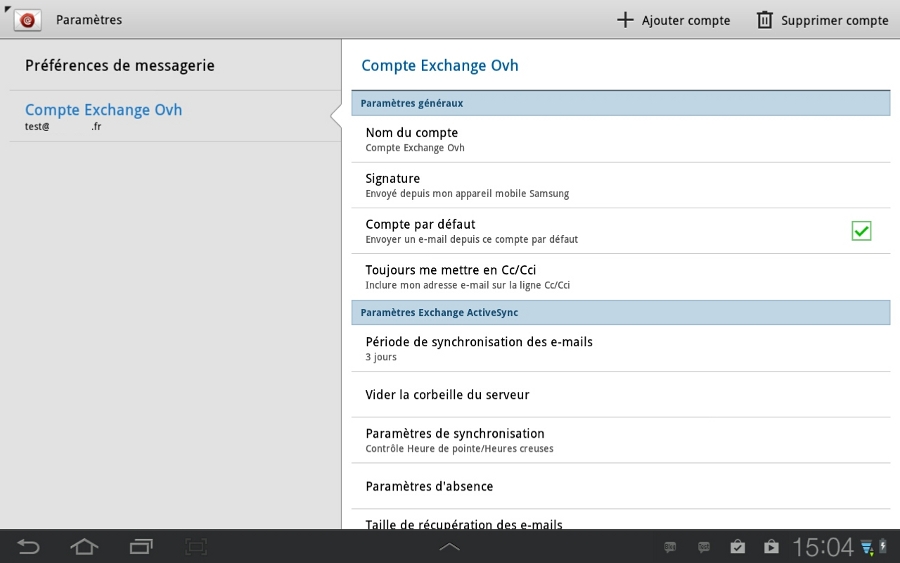 Paramètres
Ajouter compte
Supprimer compte
Préférences de messagerie
Compte Exchange Ovh
test@ .fr
Compte Exchange Ovh
Paramètres généraux
Nom du compte
Compte Exchange Ovh
Signature
Envoyé depuis mon appareil mobile Samsung
Compte par défaut
Envoyer un e-mail depuis ce compte par défaut
Toujours me mettre en Cc/Cci
Inclure mon adresse e-mail sur la ligne Cc/Cci
Paramètres Exchange ActiveSync
Période de synchronisation des e-mails
3 jours
Vider la corbeille du serveur
Paramètres de synchronisation
Contrôle Heure de pointe/Heures creuses
Paramètres d'absence
Taille de récupération des e-mails
15:04